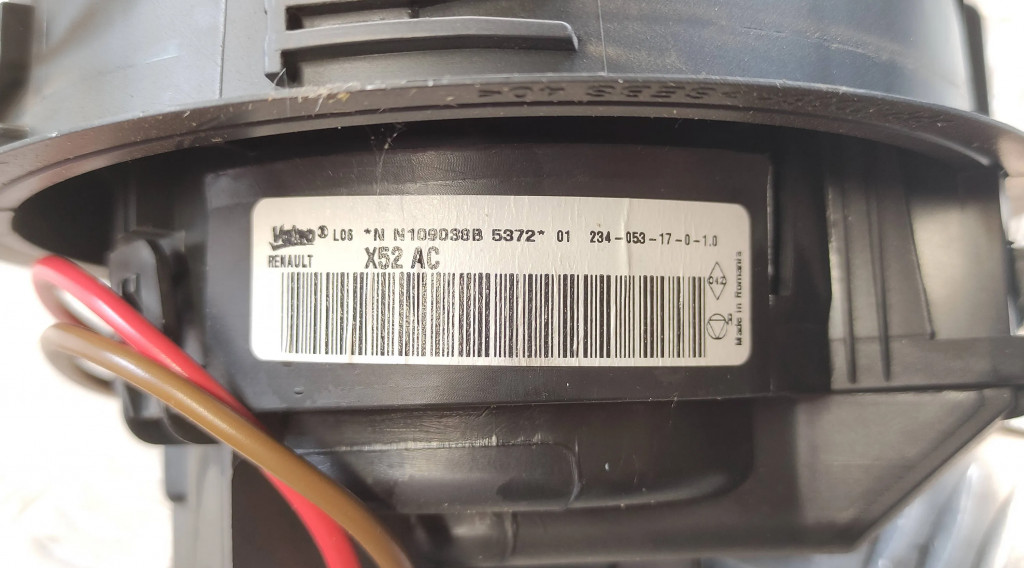 Valeo® L06 *N N109038B 5372* 01 234-053-17-0-1.0
RENAULT X52 AC
Made in Romania